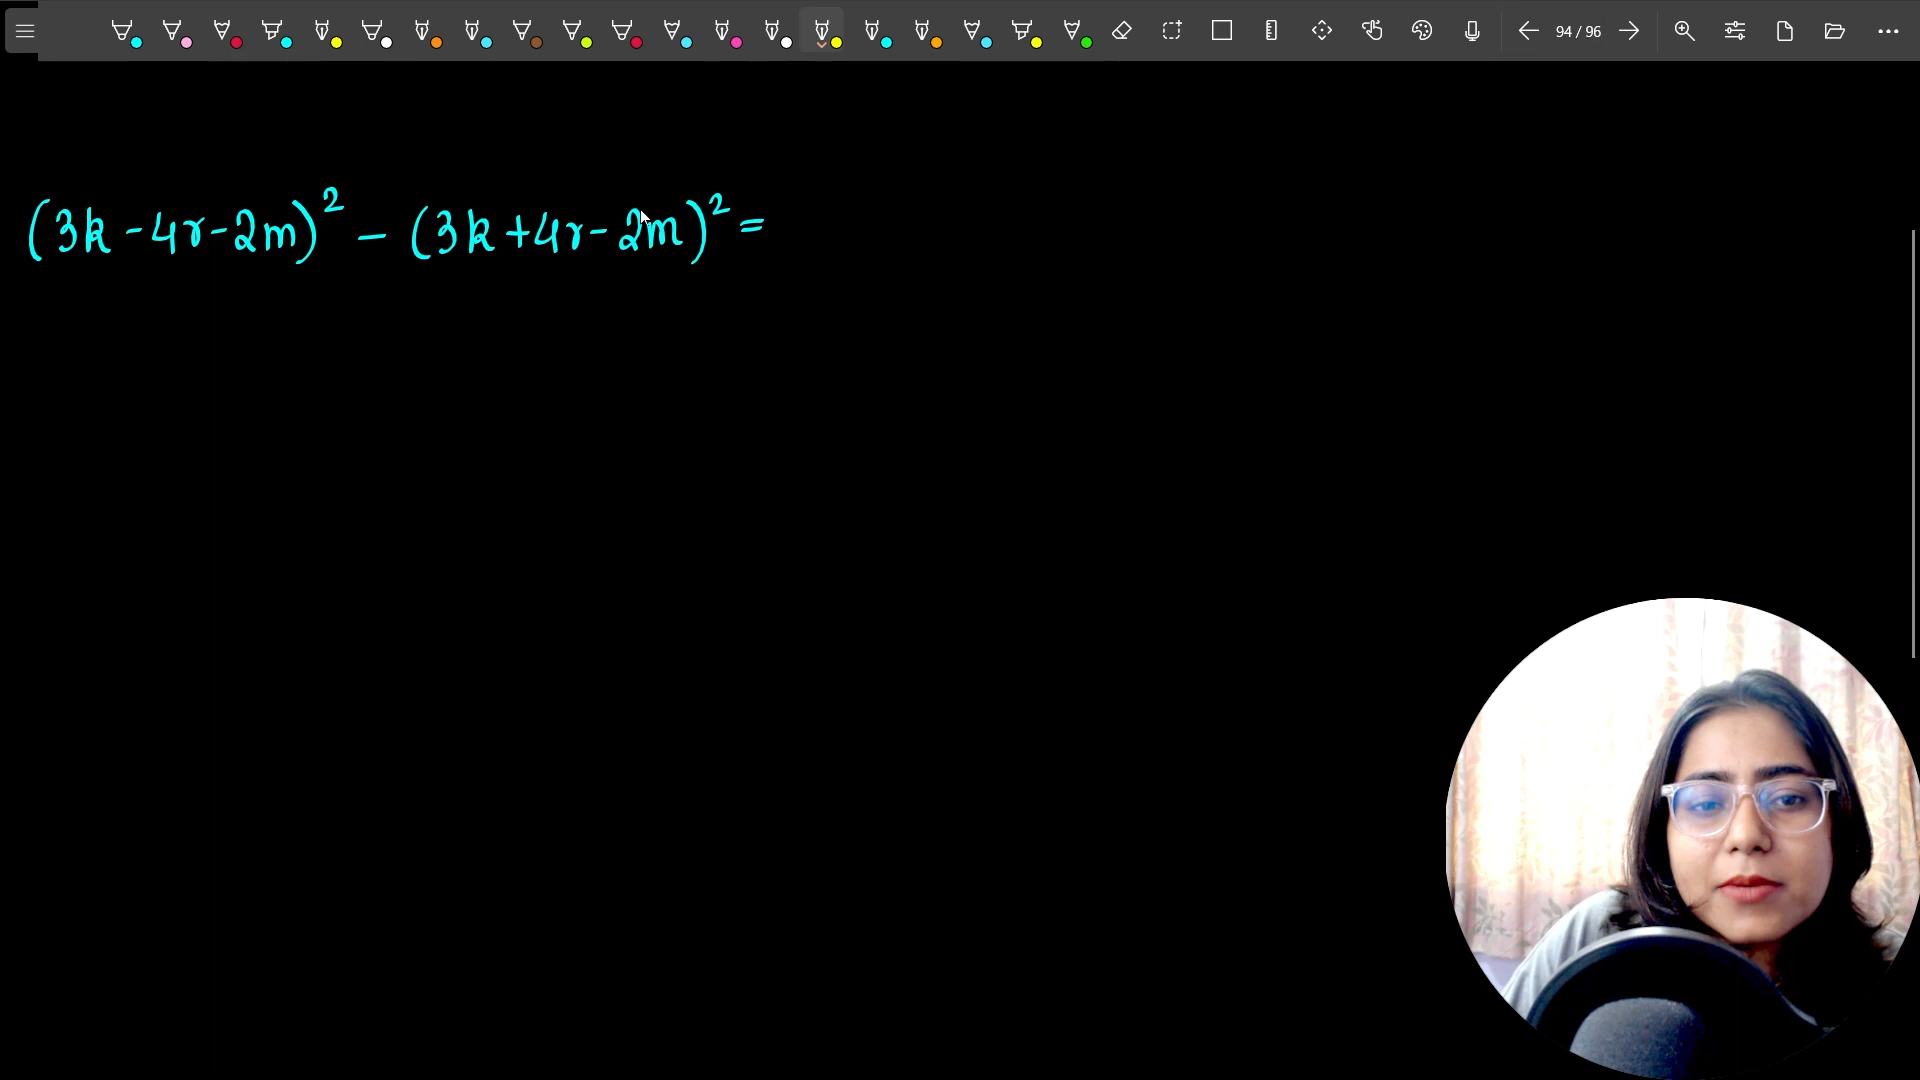 94 / 96
(3k-4r-2m)² - (3k+4r-2m)² =